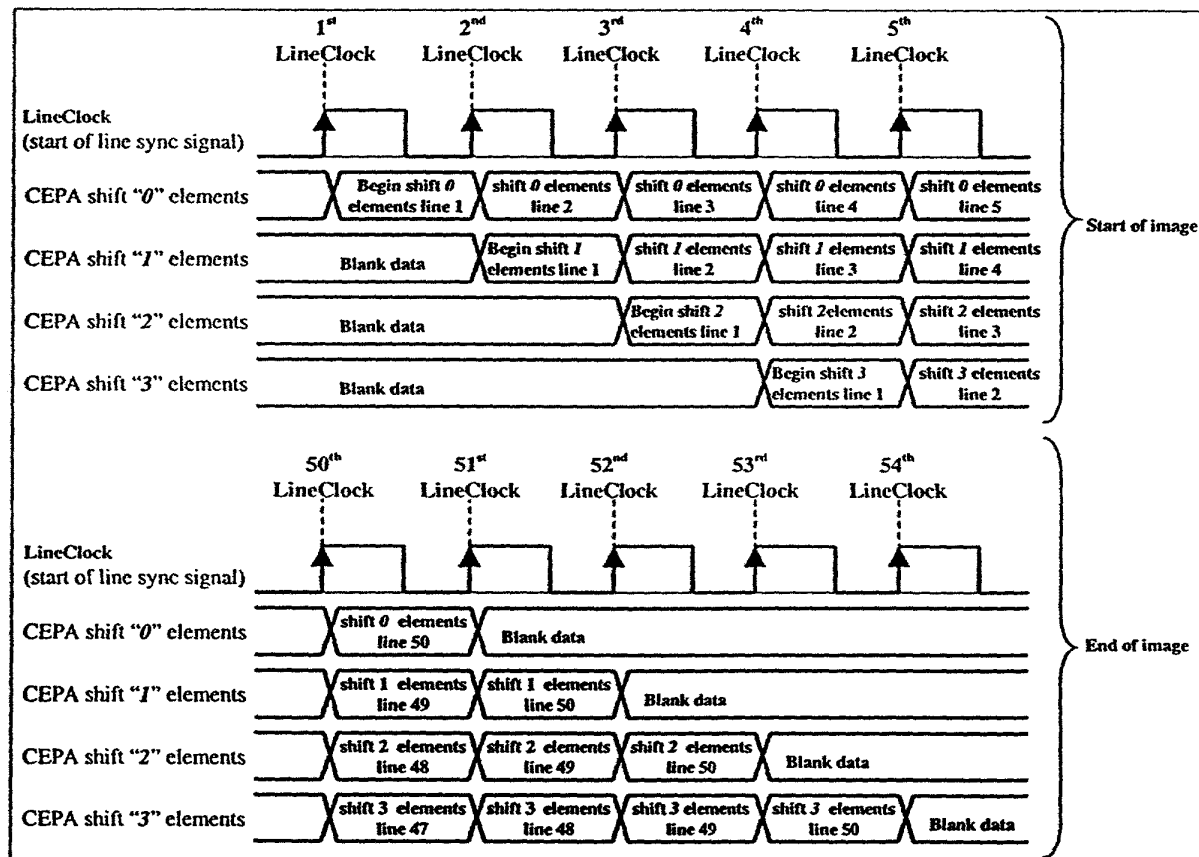 1st 2nd 3rd 4th 5th
LineClock LineClock LineClock LineClock LineClock
LineClock
(start of line sync signal)
CEPA shift "0" elements
Begin shift 0 elements line 1
shift 0 elements line 2
shift 0 elements line 3
shift 0 elements line 4
shift 0 elements line 5
CEPA shift "1" elements
Blank data
Begin shift 1 elements line 1
shift 1 elements line 2
shift 1 elements line 3
shift 1 elements line 4
CEPA shift "2" elements
Blank data
Begin shift 2 elements line 1
shift 2elements line 2
shift 2 elements line 3
CEPA shift "3" elements
Blank data
Begin shift 3 elements line 1
shift 3 elements line 2
Start of image
50th 51st 52nd 53rd 54th
LineClock LineClock LineClock LineClock LineClock
LineClock
(start of line sync signal)
CEPA shift "0" elements
shift 0 elements line 50
Blank data
CEPA shift "1" elements
shift 1 elements line 49
shift 1 elements line 50
Blank data
CEPA shift "2" elements
shift 2 elements line 48
shift 2 elements line 49
shift 2 elements line 50
Blank data
CEPA shift "3" elements
shift 3 elements line 47
shift 3 elements line 48
shift 3 elements line 49
shift 3 elements line 50
Blank data
End of image